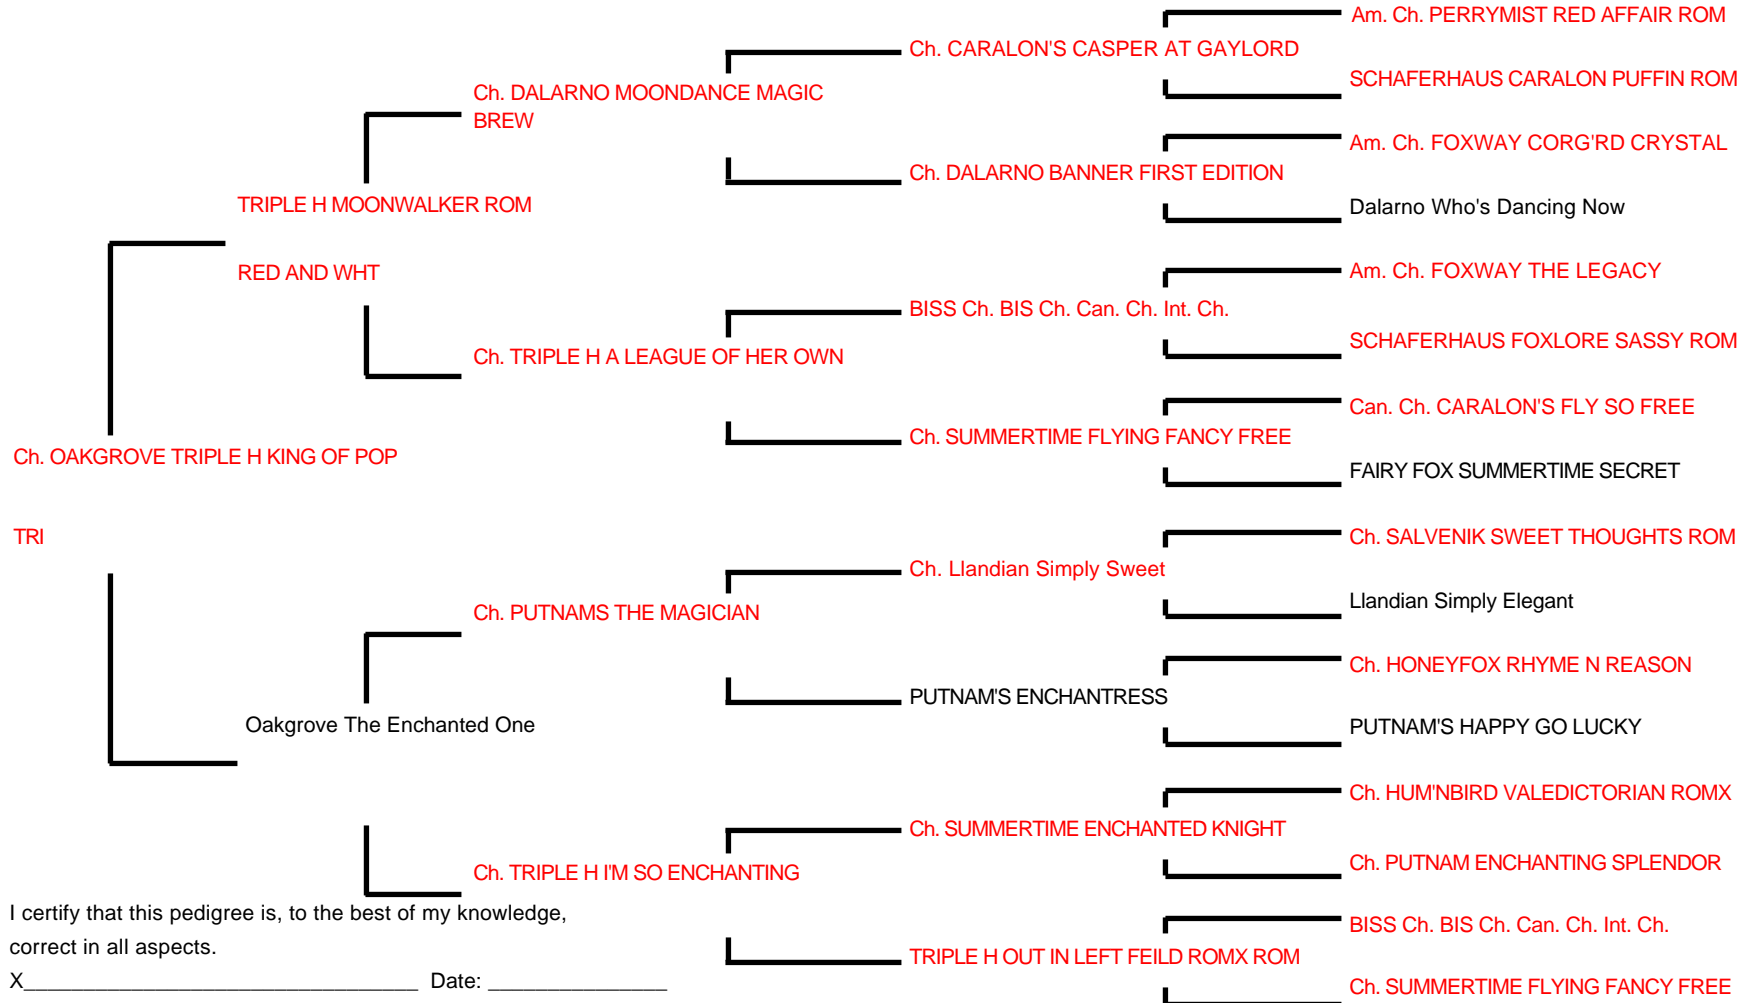 Am. Ch. PERRYMIST RED AFFAIR ROM
Ch. CARALON'S CASPER AT GAYLORD
SCHAFERHAUS CARALON PUFFIN ROM
Ch. DALARNO MOONDANCE MAGIC
BREW
Am. Ch. FOXWAY CORG'RD CRYSTAL
Ch. DALARNO BANNER FIRST EDITION
Dalarno Who's Dancing Now
TRIPLE H MOONWALKER ROM
RED AND WHT
Am. Ch. FOXWAY THE LEGACY
BISS Ch. BIS Ch. Can. Ch. Int. Ch.
SCHAFERHAUS FOXLORE SASSY ROM
Ch. TRIPLE H A LEAGUE OF HER OWN
Can. Ch. CARALON'S FLY SO FREE
Ch. SUMMERTIME FLYING FANCY FREE
FAIRY FOX SUMMERTIME SECRET
Ch. OAKGROVE TRIPLE H KING OF POP
TRI
Ch. SALVENIK SWEET THOUGHTS ROM
Ch. Llandian Simply Sweet
Llandian Simply Elegant
Ch. PUTNAMS THE MAGICIAN
Ch. HONEYFOX RHYME N REASON
PUTNAM'S ENCHANTRESS
PUTNAM'S HAPPY GO LUCKY
Oakgrove The Enchanted One
Ch. HUM'NBIRD VALEDICTORIAN ROMX
Ch. SUMMERTIME ENCHANTED KNIGHT
Ch. PUTNAM ENCHANTING SPLENDOR
Ch. TRIPLE H I'M SO ENCHANTING
BISS Ch. BIS Ch. Can. Ch. Int. Ch.
TRIPLE H OUT IN LEFT FEILD ROMX ROM
Ch. SUMMERTIME FLYING FANCY FREE
I certify that this pedigree is, to the best of my knowledge,
correct in all aspects.
X_________________________________ Date: _______________